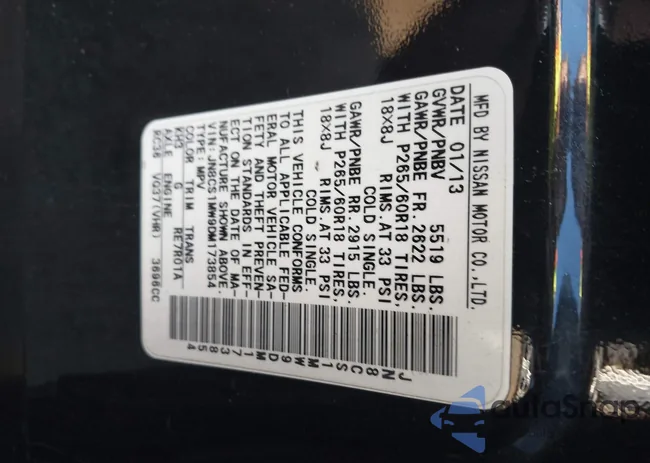 MFD BY NISSAN MOTOR CO.,LTD.
DATE 01/13
GVWR/PNBV 5519 LBS.
GAWR/PNBE FR. 2622 LBS.
WITH P265/60R18 TIRES,
18X8J RIMS.AT 33 PSI
COLD SINGLE.
GAWR/PNBE RR. 2915 LBS.
WITH P265/60R18 TIRES,
18X8J RIMS.AT 33 PSI
COLD SINGLE.
THIS VEHICLE CONFORMS
TO ALL APPLICABLE FED-
ERAL MOTOR VEHICLE SA-
FETY AND THEFT PREVEN-
TION STANDARDS IN EFF-
ECT ON THE DATE OF MA-
NUFACTURE SHOWN ABOVE.
VIN: JN8CS1MW9DM173854
TYPE: MPV
COLOR TRIM TRANS
KH3 G RE7R01A
AXLE ENGINE
RC38 VQ37(VHR) 3696CC
JN8CS1MW9DM173854
AulaSnap